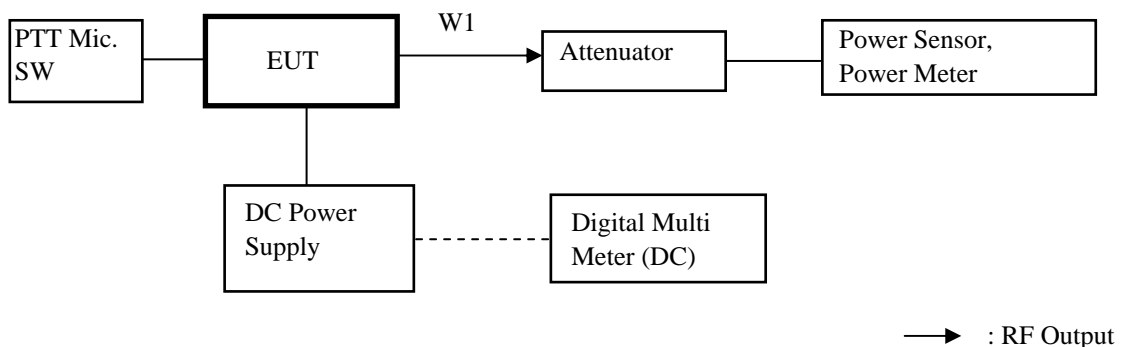 W1
PTT Mic.
SW
EUT
Attenuator
Power Sensor,
Power Meter
DC Power
Supply
Digital Multi
Meter (DC)
: RF Output